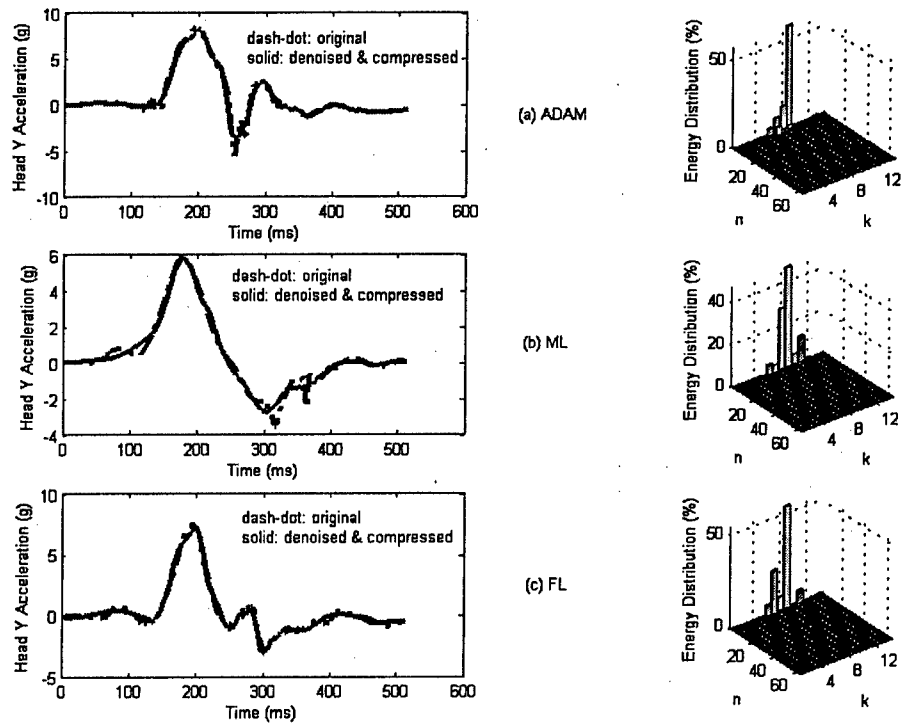 10
5
0
-5
-10
Head Y Acceleration (g)
dash-dot: original
solid: denoised & compressed
0 100 200 300 400 500 600
Time (ms)
(a) ADAM
Energy Distribution (%)
50
0
20
40
60
n
4
8
12
k
6
4
2
0
-2
-4
Head Y Acceleration (g)
dash-dot: original
solid: denoised & compressed
0 100 200 300 400 500
Time (ms)
(b) ML
Energy Distribution (%)
40
20
0
20
40
60
n
4
8
12
k
10
5
0
-5
Head Y Acceleration (g)
dash-dot: original
solid: denoised & compressed
0 100 200 300 400 500 600
Time (ms)
(c) FL
Energy Distribution (%)
50
0
20
40
60
n
4
8
12
k